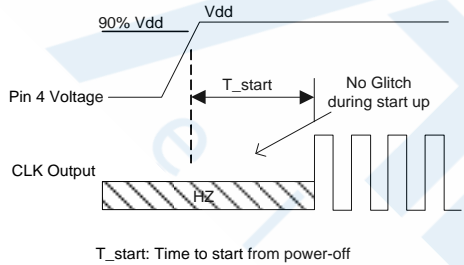 Vdd
90% Vdd
T_start
No Glitch
during start up
Pin 4 Voltage
CLK Output
HZ
T_start: Time to start from power-off